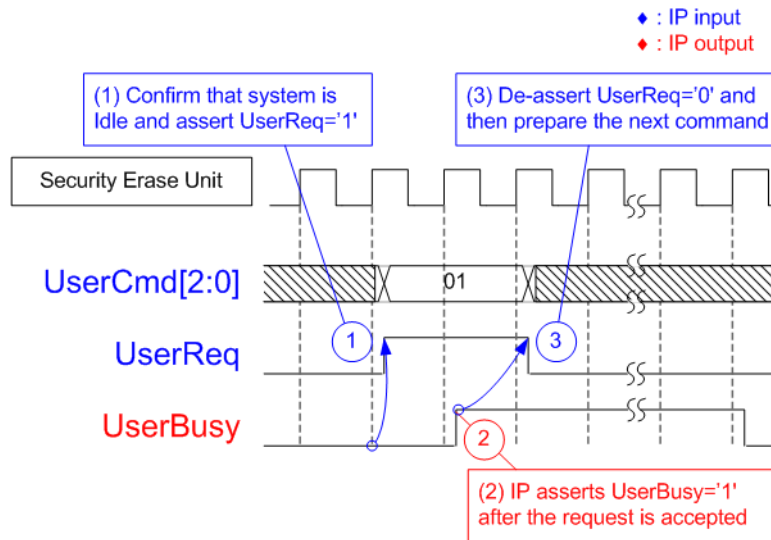 ♦ : IP input
♦ : IP output
(1) Confirm that system is
Idle and assert UserReq='1'
(3) De-assert UserReq='0' and
then prepare the next command
Security Erase Unit
UserCmd[2:0]
01
UserReq
1
3
UserBusy
2
(2) IP asserts UserBusy='1'
after the request is accepted